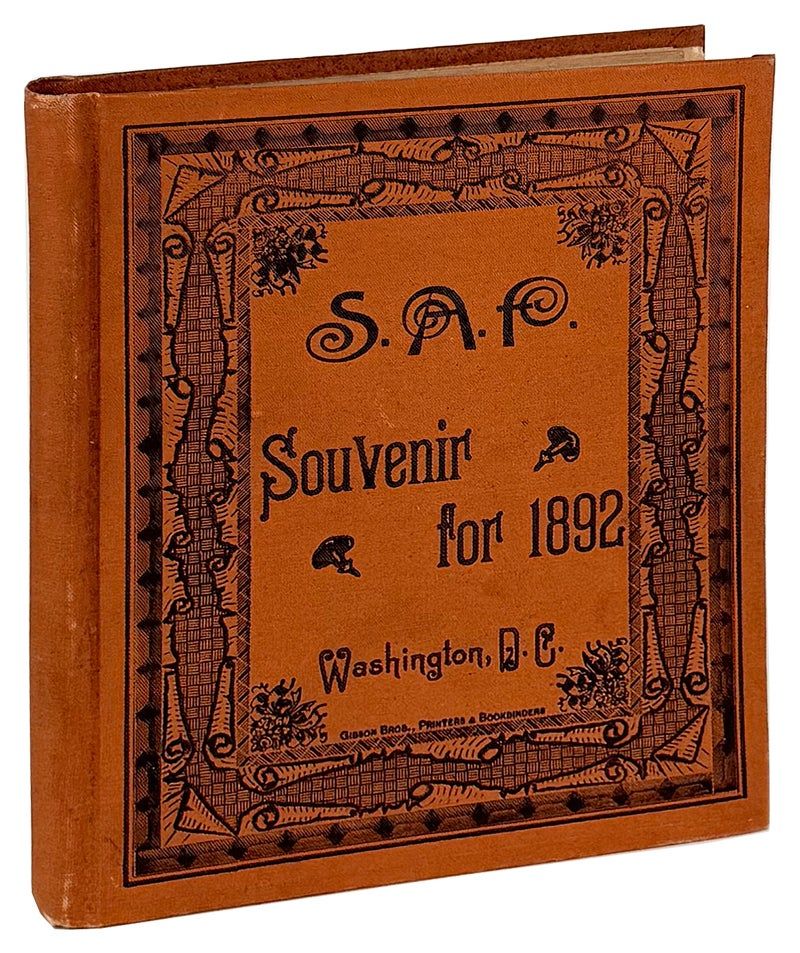 S. A. F.
Souvenir
for 1892
Washington, D. C.
Gibson Bros., Printers & Bookbinders